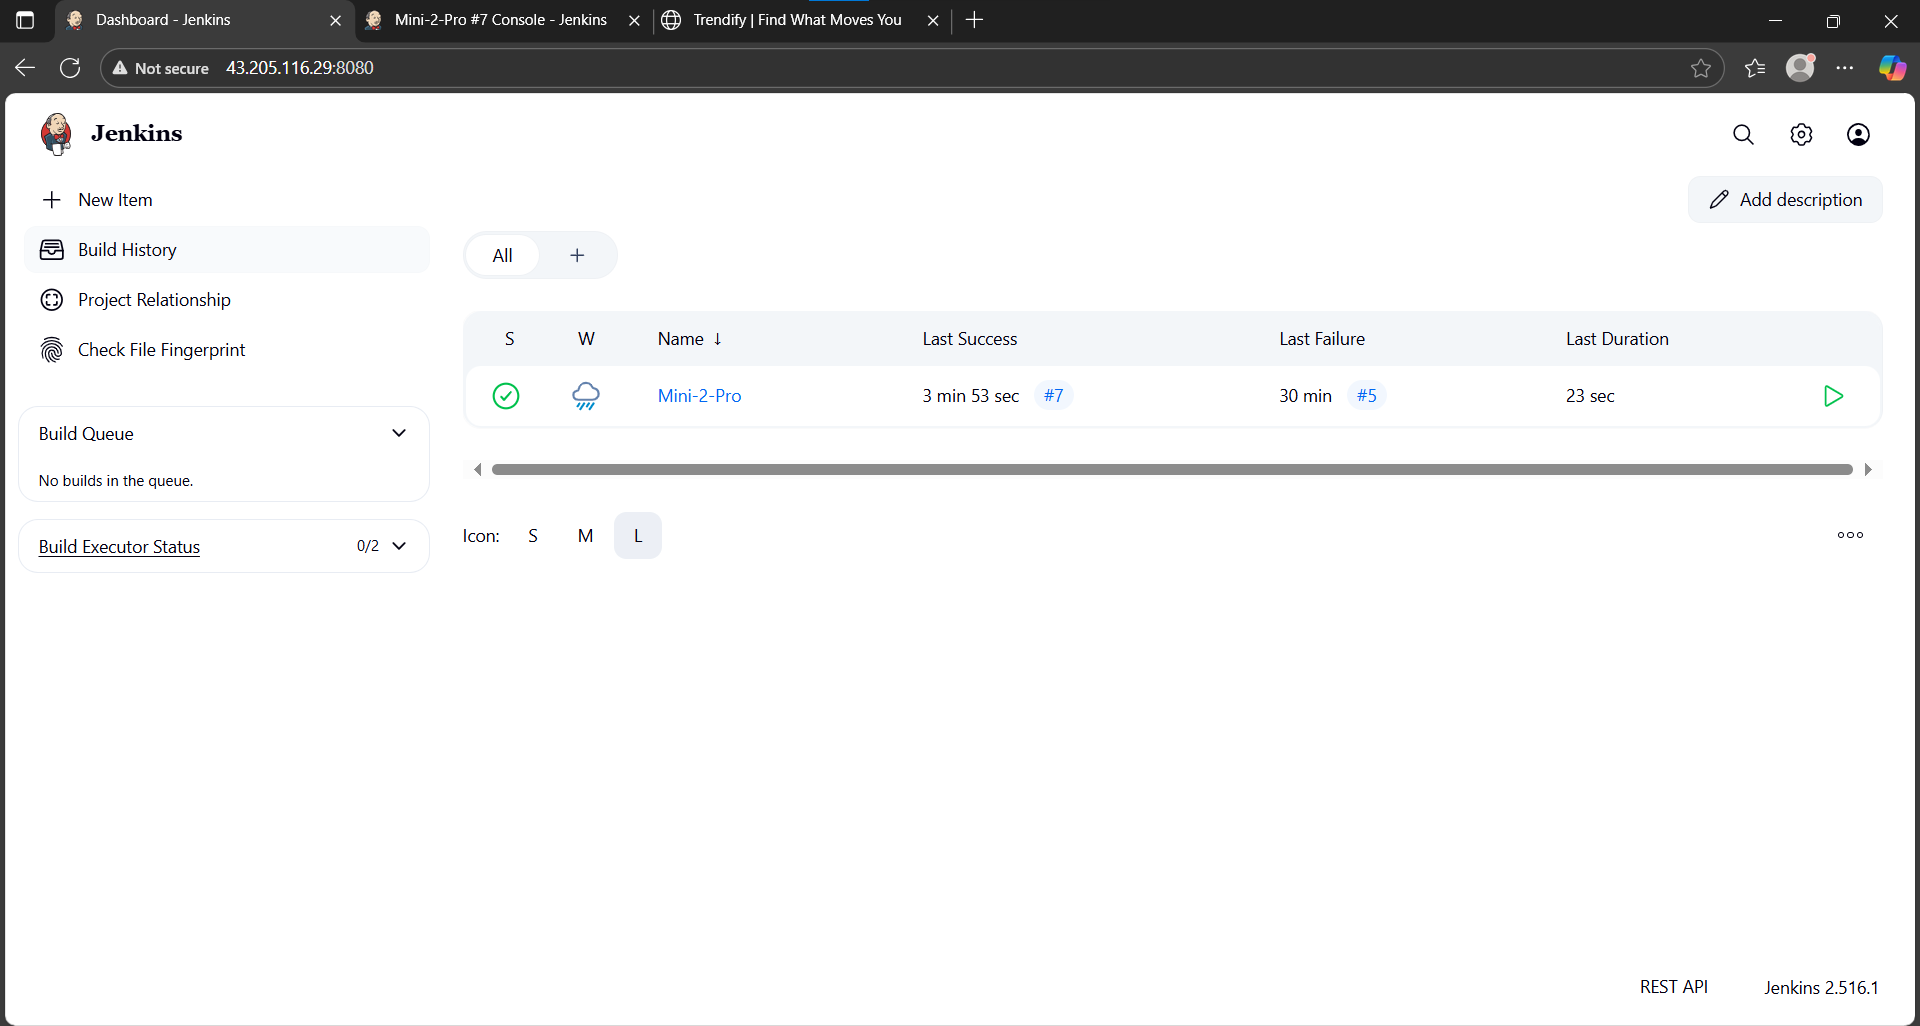 Dashboard - Jenkins
Mini-2-Pro #7 Console - Jenkins
Trendify | Find What Moves You
Not secure 43.205.116.29:8080
Jenkins
New Item
Add description
Build History
All +
Project Relationship
Check File Fingerprint
S W Name ↓ Last Success Last Failure Last Duration
Mini-2-Pro 3 min 53 sec #7 30 min #5 23 sec
Build Queue
No builds in the queue.
Build Executor Status 0/2
Icon: S M L
REST API Jenkins 2.516.1